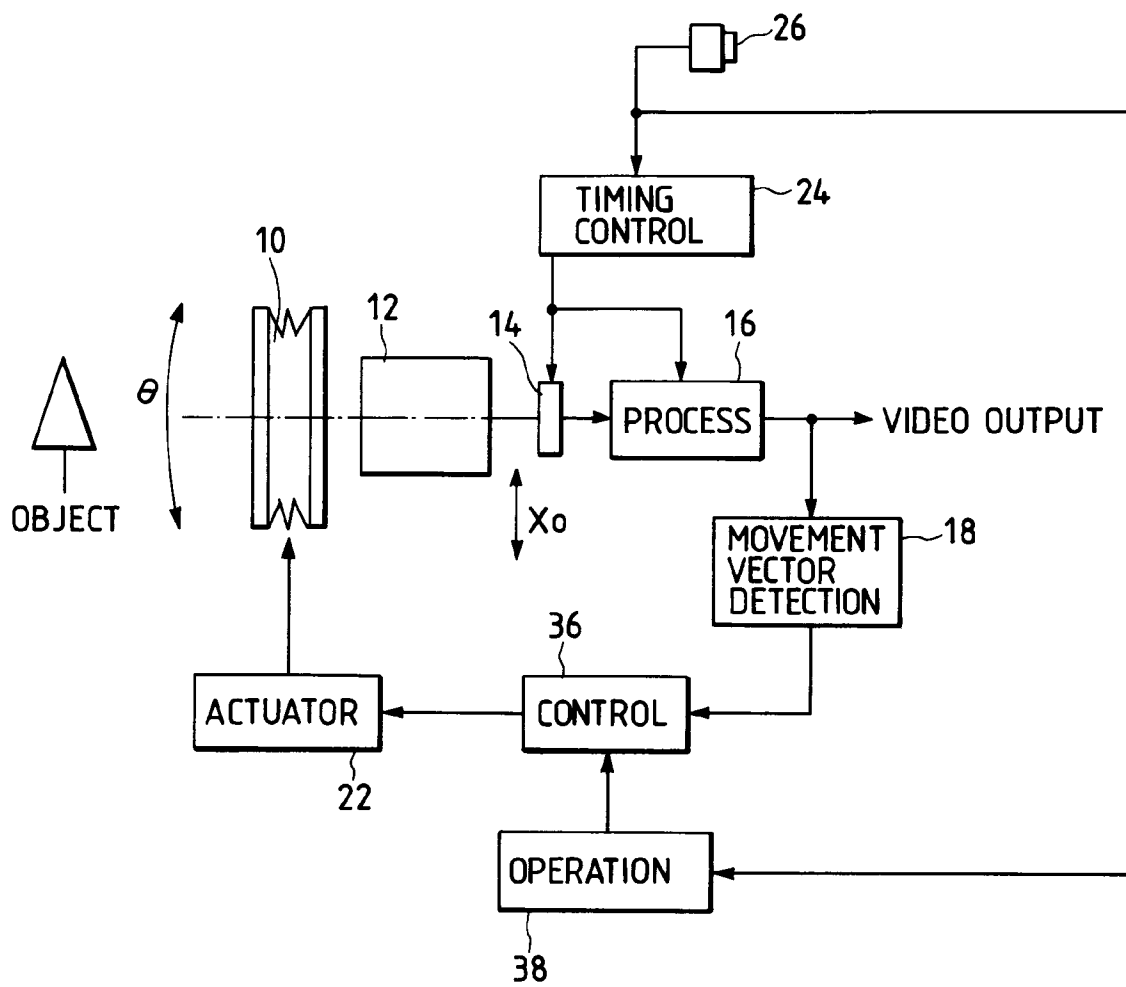 26
TIMING
CONTROL
24
10
12
14
16
θ
PROCESS
VIDEO OUTPUT
OBJECT
Xo
MOVEMENT
VECTOR
DETECTION
18
36
ACTUATOR
CONTROL
22
OPERATION
38